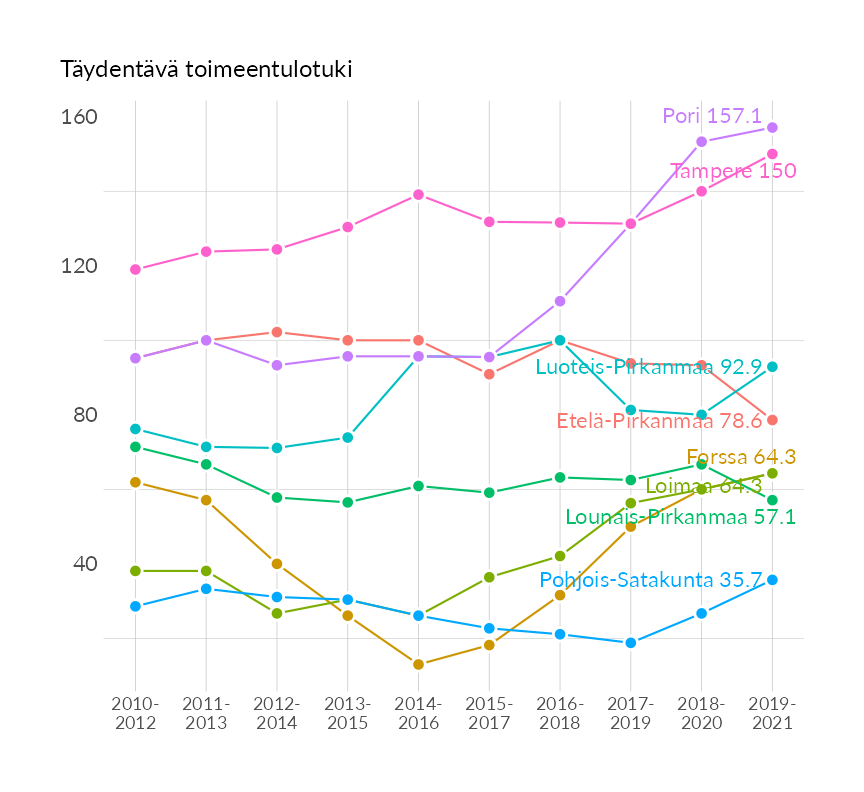 Täydentävä toimeentulotuki
160
Pori 157.1
Tampere 150
120
Luoteis-Pirkanmaa 92.9
80
Etelä-Pirkanmaa 78.6
Forssa 64.3
Loimaa 64.3
Lounais-Pirkanmaa 57.1
40
Pohjois-Satakunta 35.7
2010- 2011- 2012- 2013- 2014- 2015- 2016- 2017- 2018- 2019-
2012 2013 2014 2015 2016 2017 2018 2019 2020 2021